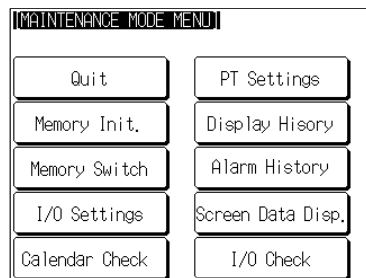 [MAINTENANCE MODE MENU]
Quit
PT Settings
Memory Init.
Display Hisory
Memory Switch
Alarm History
I/O Settings
Screen Data Disp.
Calendar Check
I/O Check